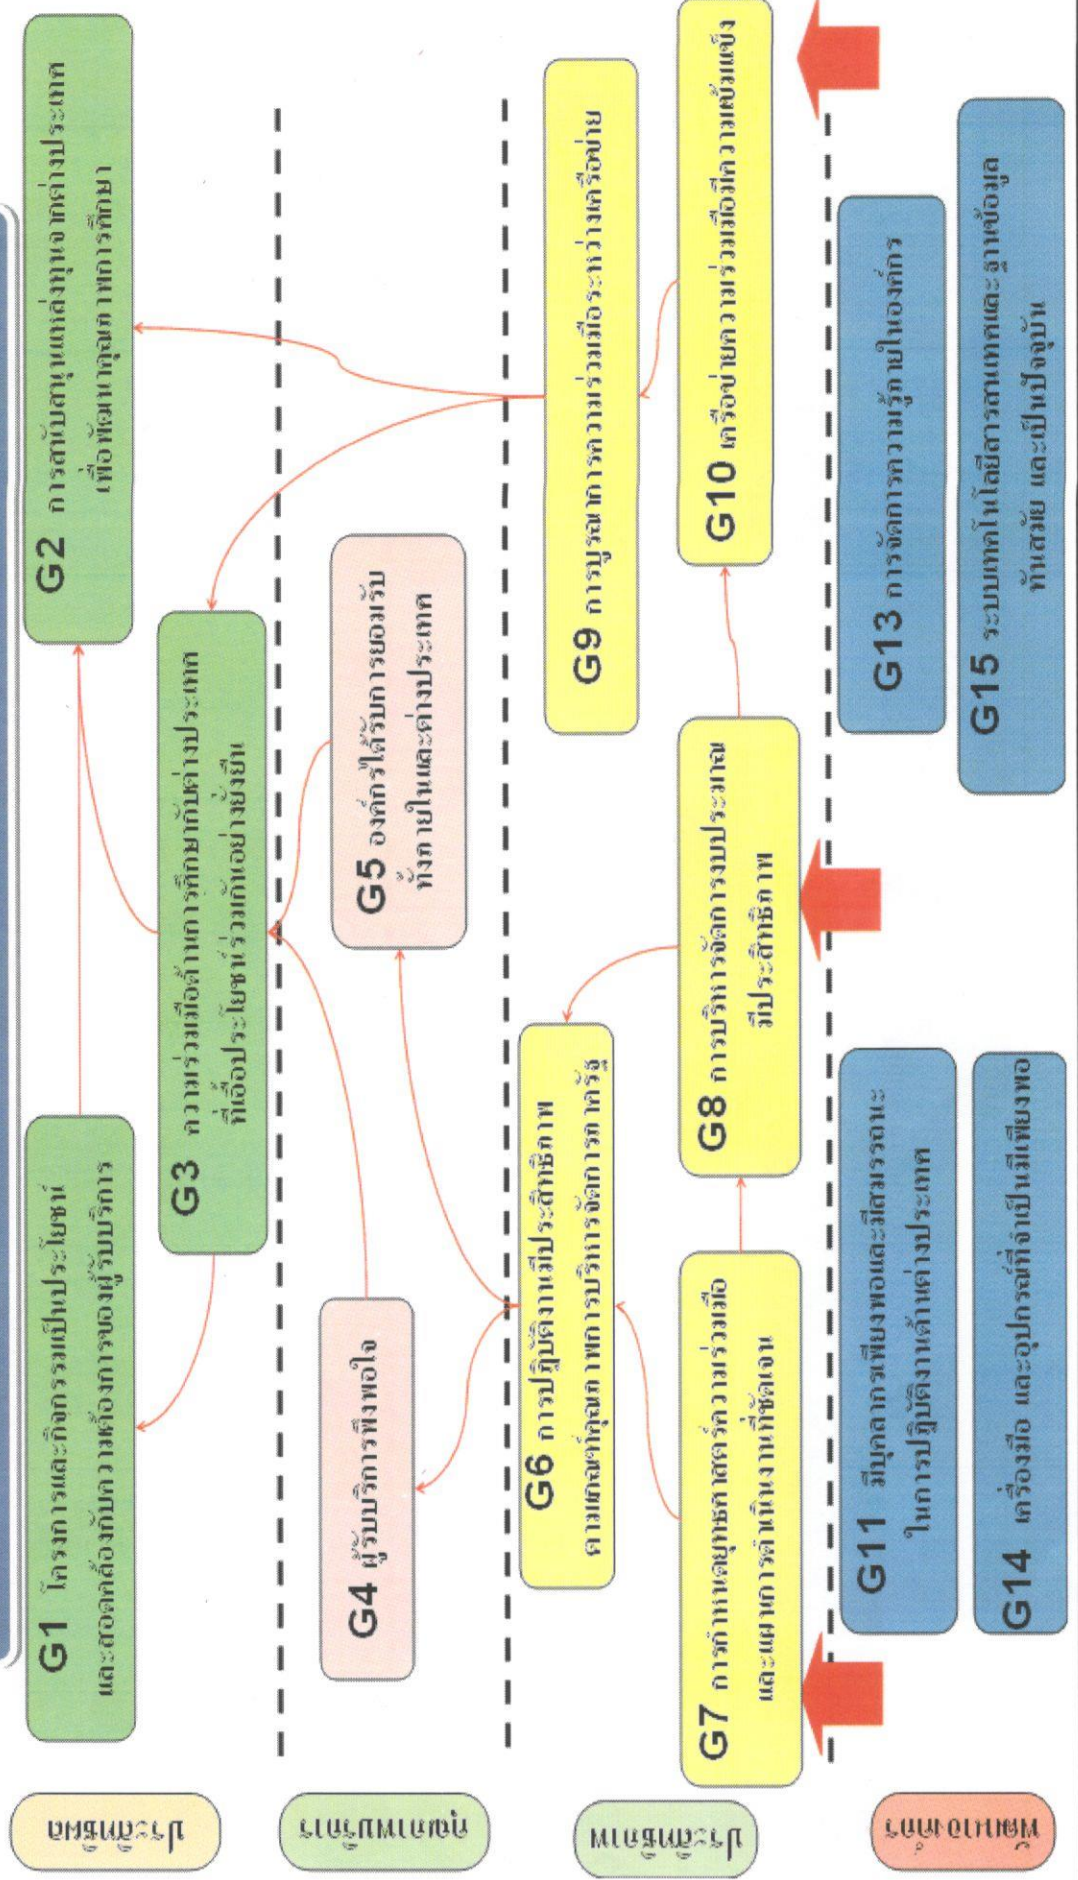 ประสิทธิผล
G1 โครงการและกิจกรรมเป็นประโยชน์
และสอดคล้องกับความต้องการของผู้รับบริการ
G2 การสนับสนุนแหล่งทุนจากต่างประเทศ
เพื่อพัฒนาคุณภาพการศึกษา
G3 ความร่วมมือด้านการศึกษากับต่างประเทศ
ที่เอื้อประโยชน์ร่วมกันอย่างยั่งยืน
คุณภาพบริการ
G4 ผู้รับบริการพึงพอใจ
G5 องค์กรได้รับการยอมรับ
ทั้งภายในและต่างประเทศ
ประสิทธิภาพ
G6 การปฏิบัติงานมีประสิทธิภาพ
ตามเกณฑ์คุณภาพการบริหารจัดการภาครัฐ
G9 การบูรณาการความร่วมมือระหว่างเครือข่าย
G7 การกำหนดยุทธศาสตร์ความร่วมมือ
และแผนการดำเนินงานที่ชัดเจน
G8 การบริหารจัดการงบประมาณ
มีประสิทธิภาพ
G10 เครือข่ายความร่วมมือมีความเข้มแข็ง
พัฒนาองค์กร
G11 มีบุคลากรเพียงพอและมีสมรรถนะ
ในการปฏิบัติงานด้านต่างประเทศ
G13 การจัดการความรู้ภายในองค์กร
G14 เครื่องมือ และอุปกรณ์ที่จำเป็นมีเพียงพอ
G15 ระบบเทคโนโลยีสารสนเทศและฐานข้อมูล
ทันสมัย และเป็นปัจจุบัน